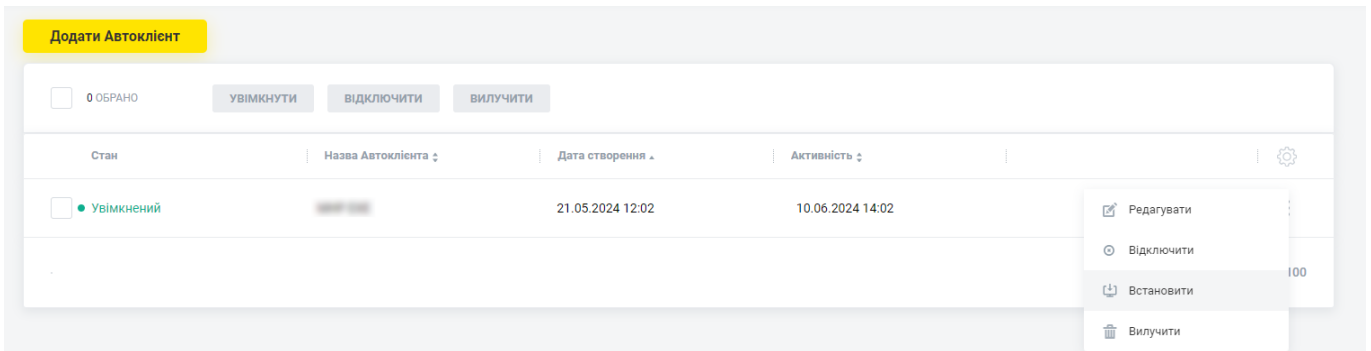 Додати Автоклієнт
0 ОБРАНО УВІМКНУТИ ВІДКЛЮЧИТИ ВИЛУЧИТИ
Стан Назва Автоклієнта Дата створення Активність
Увімкнений 21.05.2024 12:02 10.06.2024 14:02
Редагувати
Відключити
100
Встановити
Вилучити